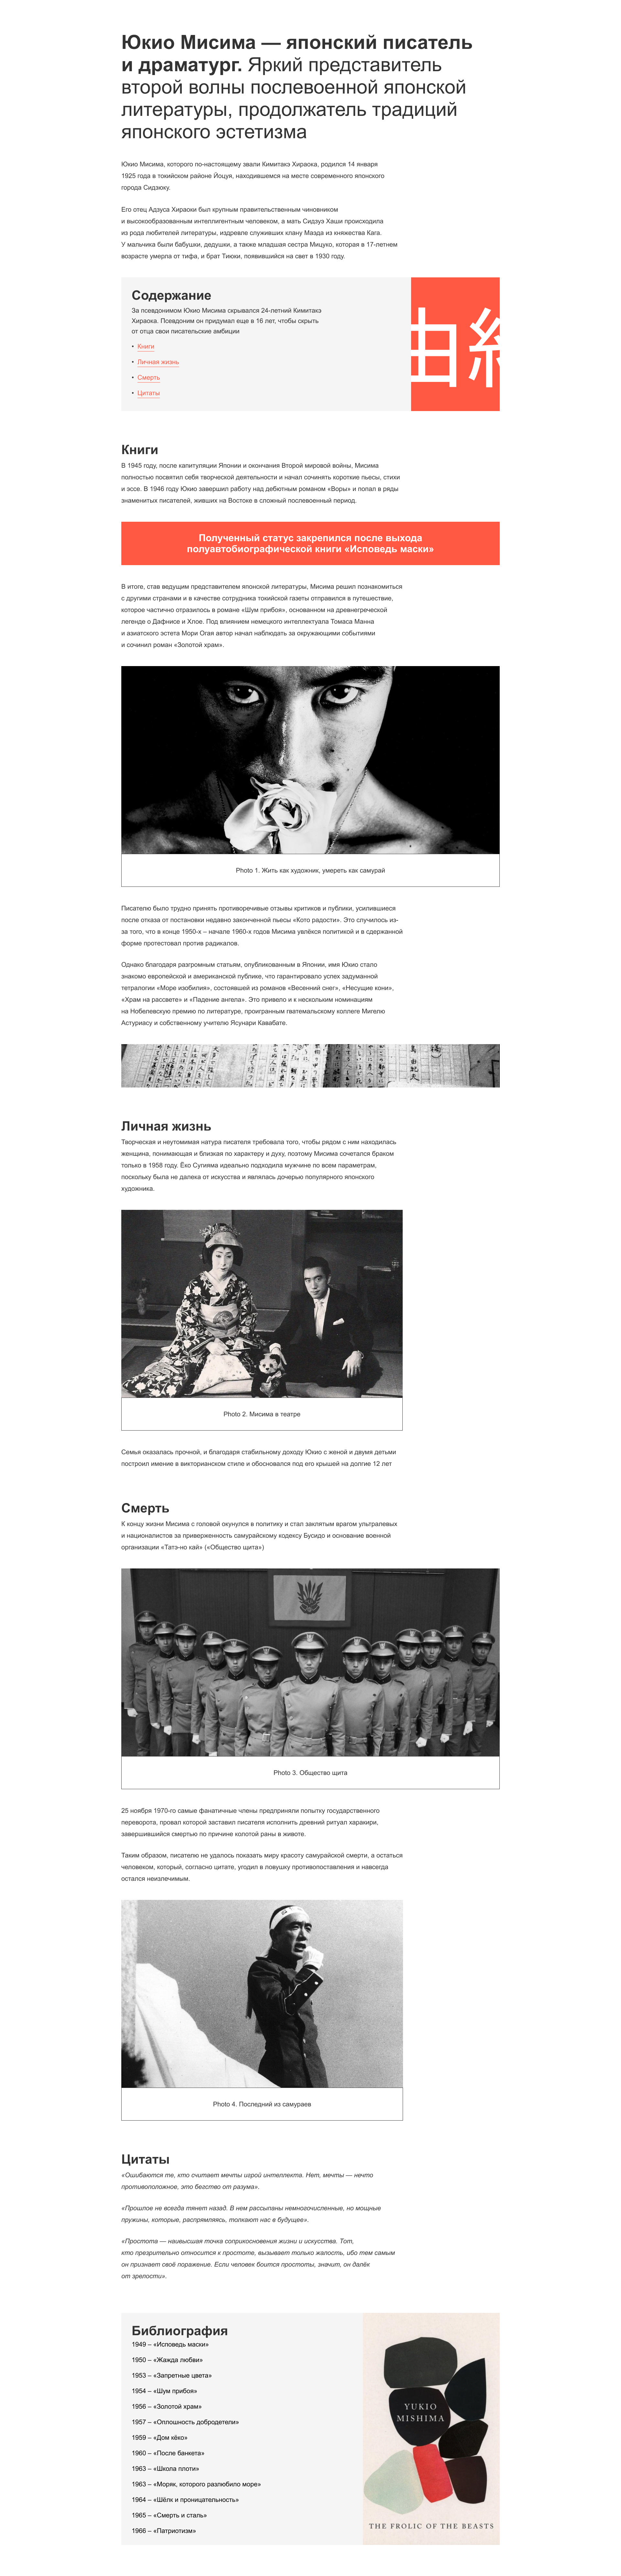 Юкио Мисима — японский писатель
и драматург. Яркий представитель
второй волны послевоенной японской
литературы, продолжатель традиций
японского эстетизма
Юкио Мисима, которого по-настоящему звали Кимитакэ Хираока, родился 14 января
1925 года в токийском районе Йоцуя, находившемся на месте современного японского
города Сидзюку.
Его отец Адзуса Хираоки был крупным правительственным чиновником
и высокообразованным интеллигентным человеком, а мать Сидзуэ Хаши происходила
из рода любителей литературы, издревле служивших клану Маэда из княжества Кага.
У мальчика были бабушки, дедушки, а также младшая сестра Мицуко, которая в 17-летнем
возрасте умерла от тифа, и брат Тиюки, появившийся на свет в 1930 году.
Содержание
За псевдонимом Юкио Мисима скрывался 24-летний Кимитакэ
Хираока. Псевдоним он придумал еще в 16 лет, чтобы скрыть
от отца свои писательские амбиции
• Книги
• Личная жизнь
• Смерть
• Цитаты
由紀
Книги
В 1945 году, после капитуляции Японии и окончания Второй мировой войны, Мисима
полностью посвятил себя творческой деятельности и начал сочинять короткие пьесы, стихи
и эссе. В 1946 году Юкио завершил работу над дебютным романом «Воры» и попал в ряды
знаменитых писателей, живших на Востоке в сложный послевоенный период.
Полученный статус закрепился после выхода
полуавтобиографической книги «Исповедь маски»
В итоге, став ведущим представителем японской литературы, Мисима решил познакомиться
с другими странами и в качестве сотрудника токийской газеты отправился в путешествие,
которое частично отразилось в романе «Шум прибоя», основанном на древнегреческой
легенде о Дафнисе и Хлое. Под влиянием немецкого интеллектуала Томаса Манна
и азиатского эстета Мори Огая автор начал наблюдать за окружающими событиями
и сочинил роман «Золотой храм».
Photo 1. Жить как художник, умереть как самурай
Писателю было трудно принять противоречивые отзывы критиков и публики, усилившиеся
после отказа от постановки недавно законченной пьесы «Кото радости». Это случилось из-
за того, что в конце 1950-х – начале 1960-х годов Мисима увлёкся политикой и в сдержанной
форме протестовал против радикалов.
Однако благодаря разгромным статьям, опубликованным в Японии, имя Юкио стало
знакомо европейской и американской публике, что гарантировало успех задуманной
тетралогии «Море изобилия», состоявшей из романов «Весенний снег», «Несущие кони»,
«Храм на рассвете» и «Падение ангела». Это привело и к нескольким номинациям
на Нобелевскую премию по литературе, проигранным гватемальскому коллеге Мигелю
Астуриасу и собственному учителю Ясунари Кавабате.
Личная жизнь
Творческая и неутомимая натура писателя требовала того, чтобы рядом с ним находилась
женщина, понимающая и близкая по характеру и духу, поэтому Мисима сочетался браком
только в 1958 году. Ёко Сугияма идеально подходила мужчине по всем параметрам,
поскольку была не далека от искусства и являлась дочерью популярного японского
художника.
Photo 2. Мисима в театре
Семья оказалась прочной, и благодаря стабильному доходу Юкио с женой и двумя детьми
построил имение в викторианском стиле и обосновался под его крышей на долгие 12 лет
Смерть
К концу жизни Мисима с головой окунулся в политику и стал заклятым врагом ультралевых
и националистов за приверженность самурайскому кодексу Бусидо и основание военной
организации «Татэ-но кай» («Общество щита»)
Photo 3. Общество щита
25 ноября 1970-го самые фанатичные члены предприняли попытку государственного
переворота, провал которой заставил писателя исполнить древний ритуал харакири,
завершившийся смертью по причине колотой раны в животе.
Таким образом, писателю не удалось показать миру красоту самурайской смерти, а остаться
человеком, который, согласно цитате, угодил в ловушку противопоставления и навсегда
остался неизлечимым.
Photo 4. Последний из самураев
Цитаты
«Ошибаются те, кто считает мечты игрой интеллекта. Нет, мечты — нечто
противоположное, это бегство от разума».
«Прошлое не всегда тянет назад. В нем рассыпаны немногочисленные, но мощные
пружины, которые, распрямляясь, толкают нас в будущее».
«Простота — наивысшая точка соприкосновения жизни и искусства. Тот,
кто презрительно относится к простоте, вызывает только жалость, ибо тем самым
он признает своё поражение. Если человек боится простоты, значит, он далёк
от зрелости».
Библиография
1949 – «Исповедь маски»
1950 – «Жажда любви»
1953 – «Запретные цвета»
1954 – «Шум прибоя»
1956 – «Золотой храм»
1957 – «Оплошность добродетели»
1959 – «Дом кёко»
1960 – «После банкета»
1963 – «Школа плоти»
1963 – «Моряк, которого разлюбило море»
1964 – «Шёлк и проницательность»
1965 – «Смерть и сталь»
1966 – «Патриотизм»
YUKIO
MISHIMA
THE FROLIC OF THE BEASTS